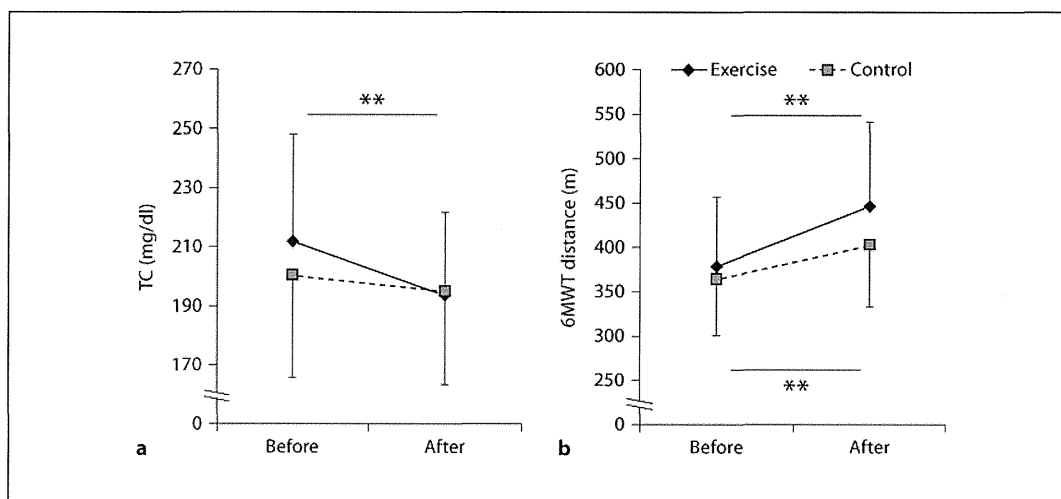 270
250
230
210
190
170
0
TC (mg/dl)
**
Before After
a
Exercise Control
600
550
500
450
400
350
300
250
0
6MWT distance (m)
**
**
Before After
b